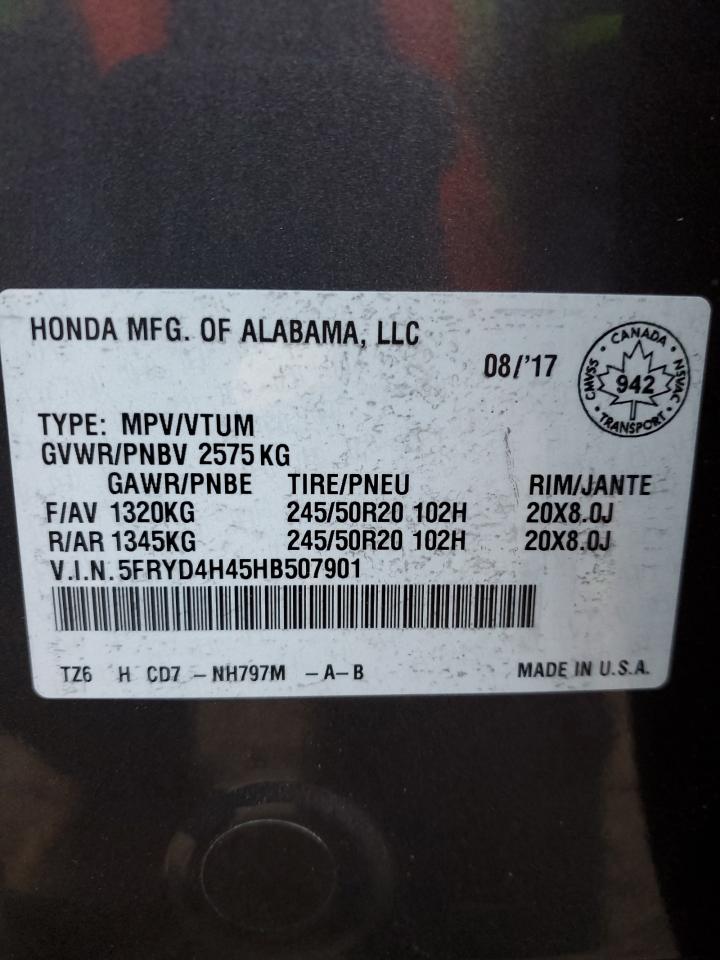 HONDA MFG. OF ALABAMA, LLC
08/'17
CANADA
CMVSS 942 NSVAC
TRANSPORT
TYPE: MPV/VTUM
GVWR/PNBV 2575 KG
GAWR/PNBE TIRE/PNEU RIM/JANTE
F/AV 1320KG 245/50R20 102H 20X8.0J
R/AR 1345KG 245/50R20 102H 20X8.0J
V.I.N. 5FRYD4H45HB507901
TZ6 H CD7 – NH797M – A – B MADE IN U.S.A.